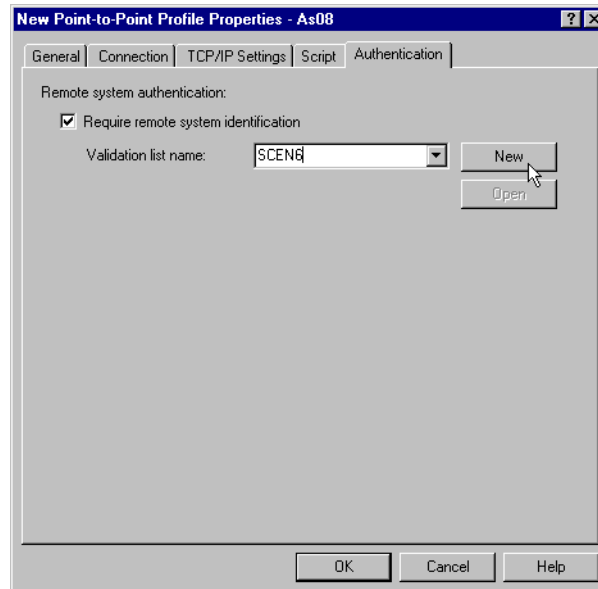 New Point-to-Point Profile Properties - As08
General Connection TCP/IP Settings Script Authentication
Remote system authentication:
Require remote system identification
Validation list name: SCEN6 New
Open
OK Cancel Help